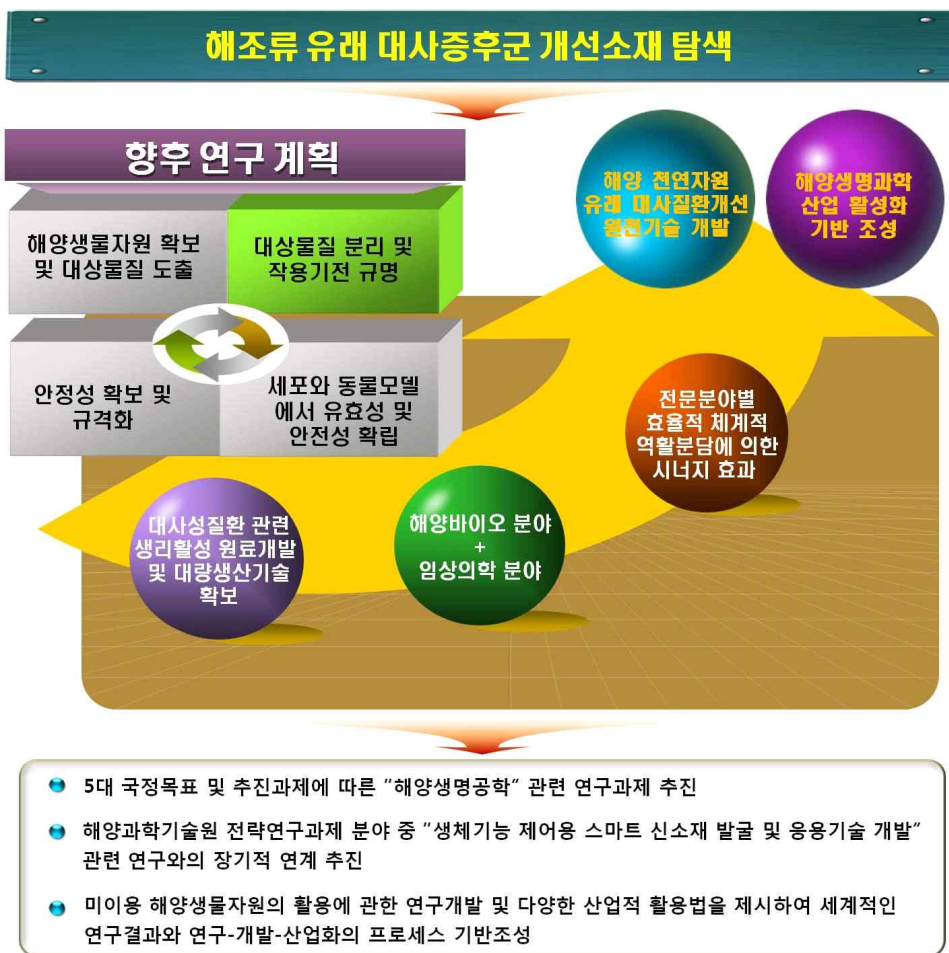 해조류 유래 대사증후군 개선소재 탐색
향후 연구 계획
해양생물자원 확보
및 대상물질 도출
대상물질 분리 및
작용기전 규명
안정성 확보 및
규격화
세포와 동물모델
에서 유효성 및
안전성 확립
해양 천연자원
유래 대사질환개선
원천기술 개발
해양생명과학
산업 활성화
기반 조성
전문분야별
효율적 체계적
역활분담에 의한
시너지 효과
해양바이오 분야
+
임상의학 분야
대사성질환 관련
생리활성 원료개발
및 대량생산기술
확보
5대 국정목표 및 추진과제에 따른 "해양생명공학" 관련 연구과제 추진
해양과학기술원 전략연구과제 분야 중 "생체기능 제어용 스마트 신소재 발굴 및 응용기술 개발"
관련 연구와의 장기적 연계 추진
미이용 해양생물자원의 활용에 관한 연구개발 및 다양한 산업적 활용법을 제시하여 세계적인
연구결과와 연구-개발-산업화의 프로세스 기반조성